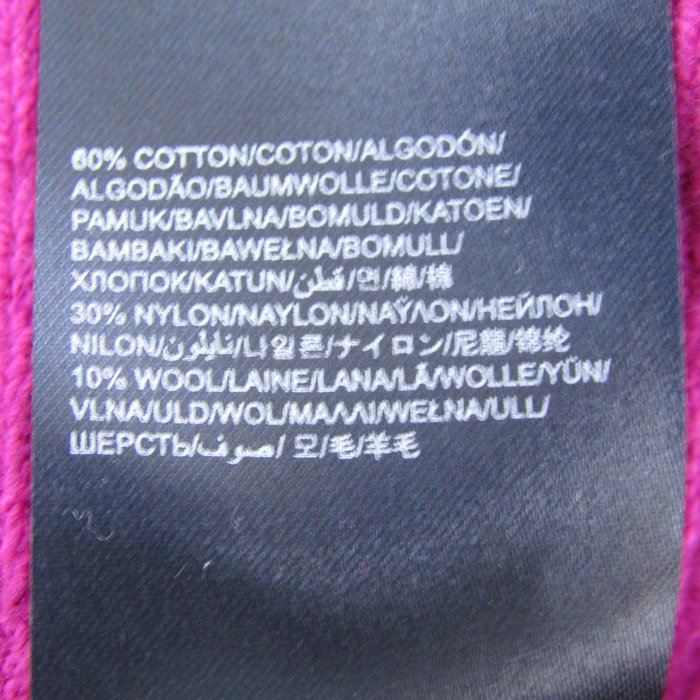 60% COTTON/COTON/ALGODÓN/
ALGODÃO/BAUMWOLLE/COTONE/
PAMUK/BAVLNA/BOMULD/KATOEN/
BAMBAKI/BAWEŁNA/BOMULL/
ХЛОПОК/KATUN/قطن/면/綿/棉
30% NYLON/NAYLON/NAŸΛON/НЕЙЛОН/
NILON/نايلون/나일론/ナイロン/尼龍/锦纶
10% WOOL/LAINE/LANA/LÃ/WOLLE/YÜN/
VLNA/ULD/WOL/ΜΑΛΛΙ/WEŁNA/ULL/
ШЕРСТЬ/صوف/ 모/毛/羊毛